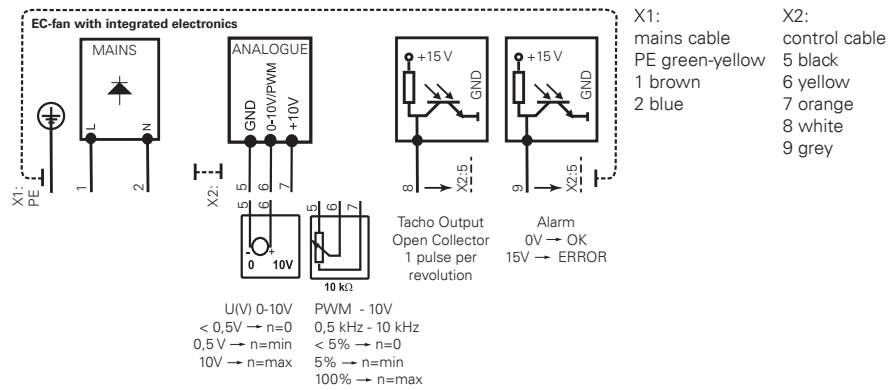 EC-fan with integrated electronics
MAINS
L
N
ANALOGUE
GND
0-10V/PWM
+10V
+15 V
GND
+15 V
GND
X1:
PE
1
2
X2:
5
6
7
8
X2:5
9
X2:5
5
6
- +
0 10V
5
6
7
10 kΩ
Tacho Output
Open Collector
1 pulse per
revolution
Alarm
0V → OK
15V → ERROR
U(V) 0-10V
< 0,5V → n=0
0,5 V → n=min
10V → n=max
PWM - 10V
0,5 kHz - 10 kHz
< 5% → n=0
5% → n=min
100% → n=max
X1:
mains cable
PE green-yellow
1 brown
2 blue
X2:
control cable
5 black
6 yellow
7 orange
8 white
9 grey